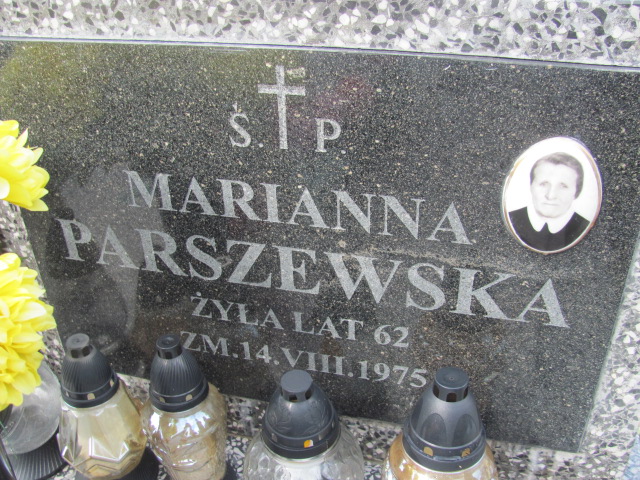 Ś. P.
MARIANNA
PARSZEWSKA
ŻYŁA LAT 62
ZM.14.VIII.1975